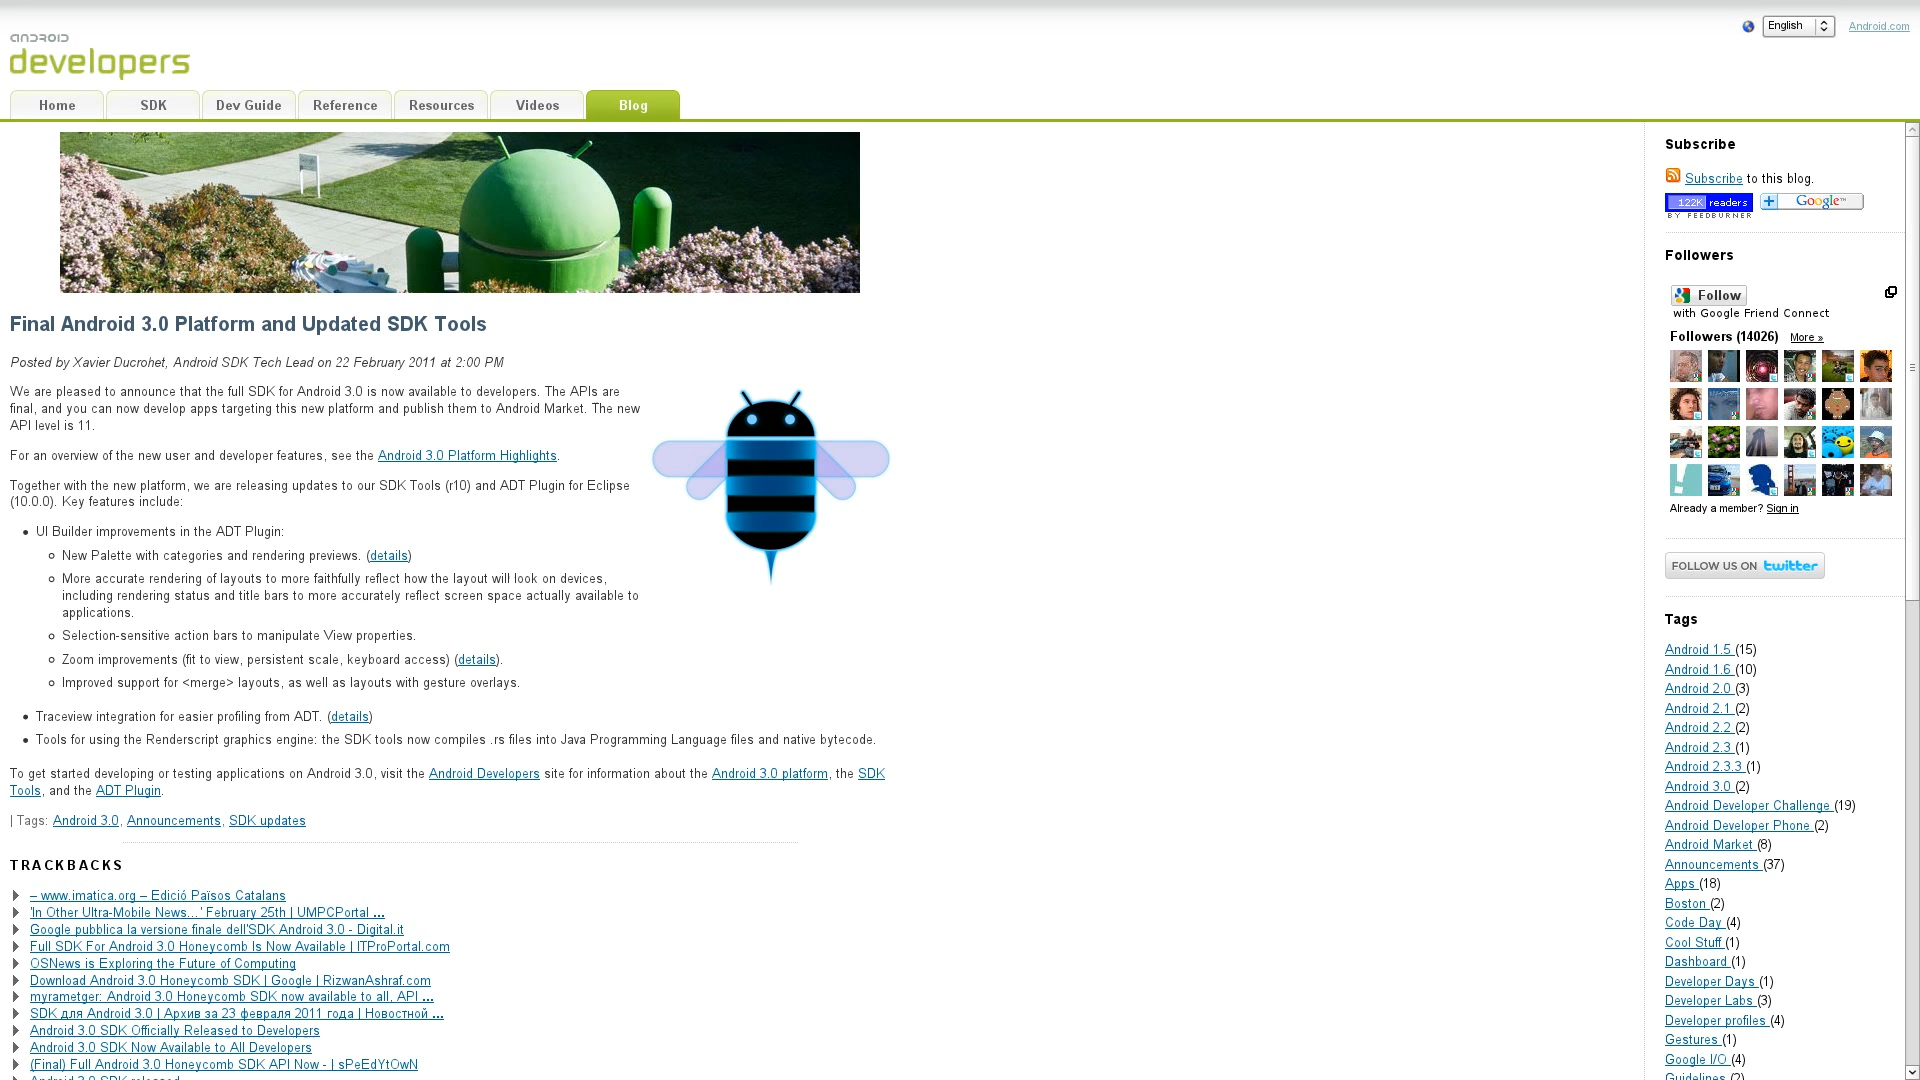 English
Android.com
android
developers
Home
SDK
Dev Guide
Reference
Resources
Videos
Blog
Final Android 3.0 Platform and Updated SDK Tools
Posted by Xavier Ducrohet, Android SDK Tech Lead on 22 February 2011 at 2:00 PM
We are pleased to announce that the full SDK for Android 3.0 is now available to developers. The APIs are
final, and you can now develop apps targeting this new platform and publish them to Android Market. The new
API level is 11.
For an overview of the new user and developer features, see the Android 3.0 Platform Highlights.
Together with the new platform, we are releasing updates to our SDK Tools (r10) and ADT Plugin for Eclipse
(10.0.0). Key features include:
UI Builder improvements in the ADT Plugin:
New Palette with categories and rendering previews. (details)
More accurate rendering of layouts to more faithfully reflect how the layout will look on devices,
including rendering status and title bars to more accurately reflect screen space actually available to
applications.
Selection-sensitive action bars to manipulate View properties.
Zoom improvements (fit to view, persistent scale, keyboard access) (details).
Improved support for <merge> layouts, as well as layouts with gesture overlays.
Traceview integration for easier profiling from ADT. (details)
Tools for using the Renderscript graphics engine: the SDK tools now compiles .rs files into Java Programming Language files and native bytecode.
To get started developing or testing applications on Android 3.0, visit the Android Developers site for information about the Android 3.0 platform, the SDK
Tools, and the ADT Plugin.
| Tags: Android 3.0, Announcements, SDK updates
TRACKBACKS
– www.imatica.org – Edició Països Catalans
'In Other Ultra-Mobile News...' February 25th | UMPCPortal ...
Google pubblica la versione finale dell'SDK Android 3.0 - Digital.it
Full SDK For Android 3.0 Honeycomb Is Now Available | ITProPortal.com
OSNews is Exploring the Future of Computing
Download Android 3.0 Honeycomb SDK | Google | RizwanAshraf.com
myrametger: Android 3.0 Honeycomb SDK now available to all, API ...
SDK для Android 3.0 | Архив за 23 февраля 2011 года | Новостной ...
Android 3.0 SDK Officially Released to Developers
Android 3.0 SDK Now Available to All Developers
(Final) Full Android 3.0 Honeycomb SDK API Now - | sPeEdYtOwN
Android 3.0 SDK released
Subscribe
Subscribe to this blog.
122K readers
BY FEEDBURNER
Google™
Followers
Follow
with Google Friend Connect
Followers (14026) More »
Already a member? Sign in
FOLLOW US ON twitter
Tags
Android 1.5 (15)
Android 1.6 (10)
Android 2.0 (3)
Android 2.1 (2)
Android 2.2 (2)
Android 2.3 (1)
Android 2.3.3 (1)
Android 3.0 (2)
Android Developer Challenge (19)
Android Developer Phone (2)
Android Market (8)
Announcements (37)
Apps (18)
Boston (2)
Code Day (4)
Cool Stuff (1)
Dashboard (1)
Developer Days (1)
Developer Labs (3)
Developer profiles (4)
Gestures (1)
Google I/O (4)
Guidelines (2)